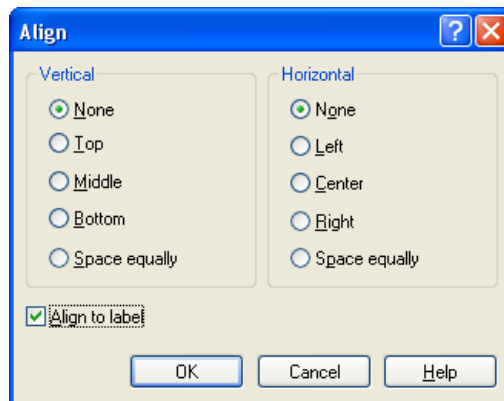 Align
Vertical
None
Top
Middle
Bottom
Space equally
Horizontal
None
Left
Center
Right
Space equally
Align to label
OK
Cancel
Help